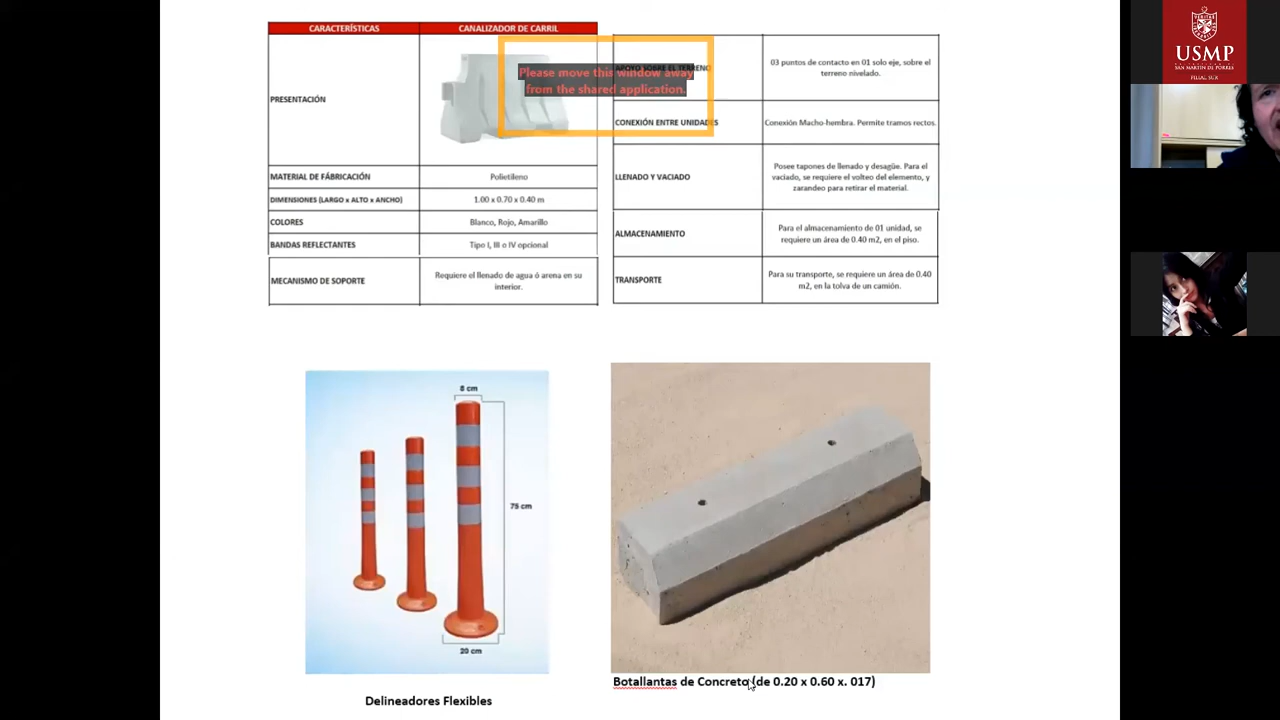 CARACTERÍSTICAS
CANALIZADOR DE CARRIL
PRESENTACIÓN
Please move this window away
from the shared application.
MATERIAL DE FÁBRICACIÓN
Polietileno
DIMENSIONES (LARGO x ALTO x ANCHO)
1.00 x 0.70 x 0.40 m
COLORES
Blanco, Rojo, Amarillo
BANDAS REFLECTANTES
Tipo I, III o IV opcional
MECANISMO DE SOPORTE
Requiere el llenado de agua ó arena en su
interior.
APOYO SOBRE EL TERRENO
03 puntos de contacto en 01 solo eje, sobre el
terreno nivelado.
CONEXIÓN ENTRE UNIDADES
Conexión Macho-hembra. Permite tramos rectos.
LLENADO Y VACIADO
Posee tapones de llenado y desagüe. Para el
vaciado, se requiere el volteo del elemento, y
zarandeo para retirar el material.
ALMACENAMIENTO
Para el almacenamiento de 01 unidad, se
requiere un área de 0.40 m2, en el piso.
TRANSPORTE
Para su transporte, se requiere un área de 0.40
m2, en la tolva de un camión.
8 cm
75 cm
20 cm
Delineadores Flexibles
Botallantas de Concreto (de 0.20 x 0.60 x. 017)
USMP
SAN MARTIN DE PORRES
FILIAL SUR